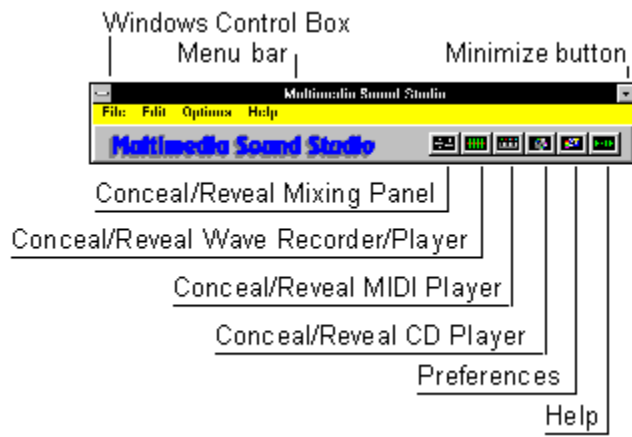 Windows Control Box
Menu bar
Minimize button
Multimedia Sound Studio
File Edit Options Help
Multimedia Sound Studio
Conceal/Reveal Mixing Panel
Conceal/Reveal Wave Recorder/Player
Conceal/Reveal MIDI Player
Conceal/Reveal CD Player
Preferences
Help